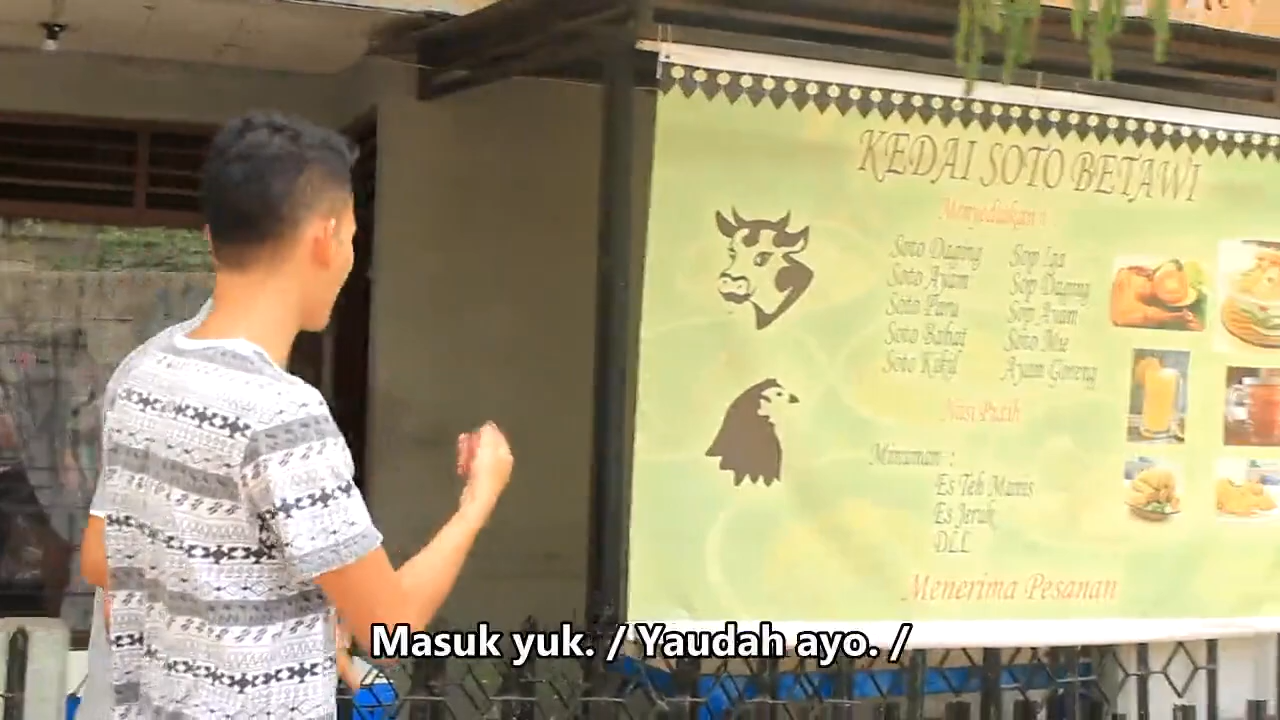 KEDAI SOTO BETAWI
Menyediakan :
Soto Daging
Soto Ayam
Soto Paru
Soto Babat
Soto Kikil
Sop Iga
Sop Daging
Sop Ayam
Soto Mie
Ayam Goreng
Nasi Putih
Minuman :
Es Teh Manis
Es Jeruk
DLL
Menerima Pesanan
Masuk yuk. / Yaudah ayo. /